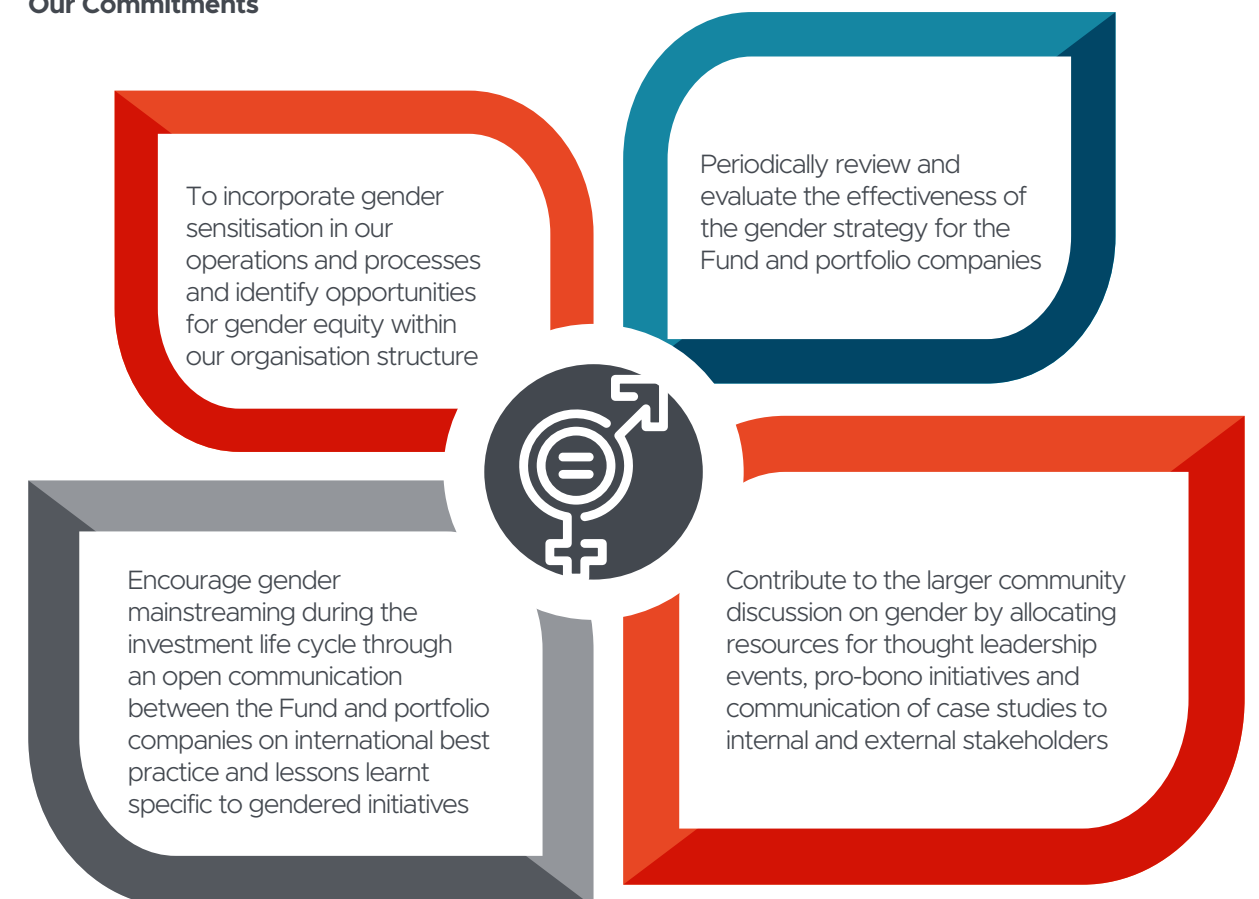 Our Commitments
To incorporate gender
sensitisation in our
operations and processes
and identify opportunities
for gender equity within
our organisation structure
Periodically review and
evaluate the effectiveness of
the gender strategy for the
Fund and portfolio companies
Encourage gender
mainstreaming during the
investment life cycle through
an open communication
between the Fund and portfolio
companies on international best
practice and lessons learnt
specific to gendered initiatives
Contribute to the larger community
discussion on gender by allocating
resources for thought leadership
events, pro-bono initiatives and
communication of case studies to
internal and external stakeholders